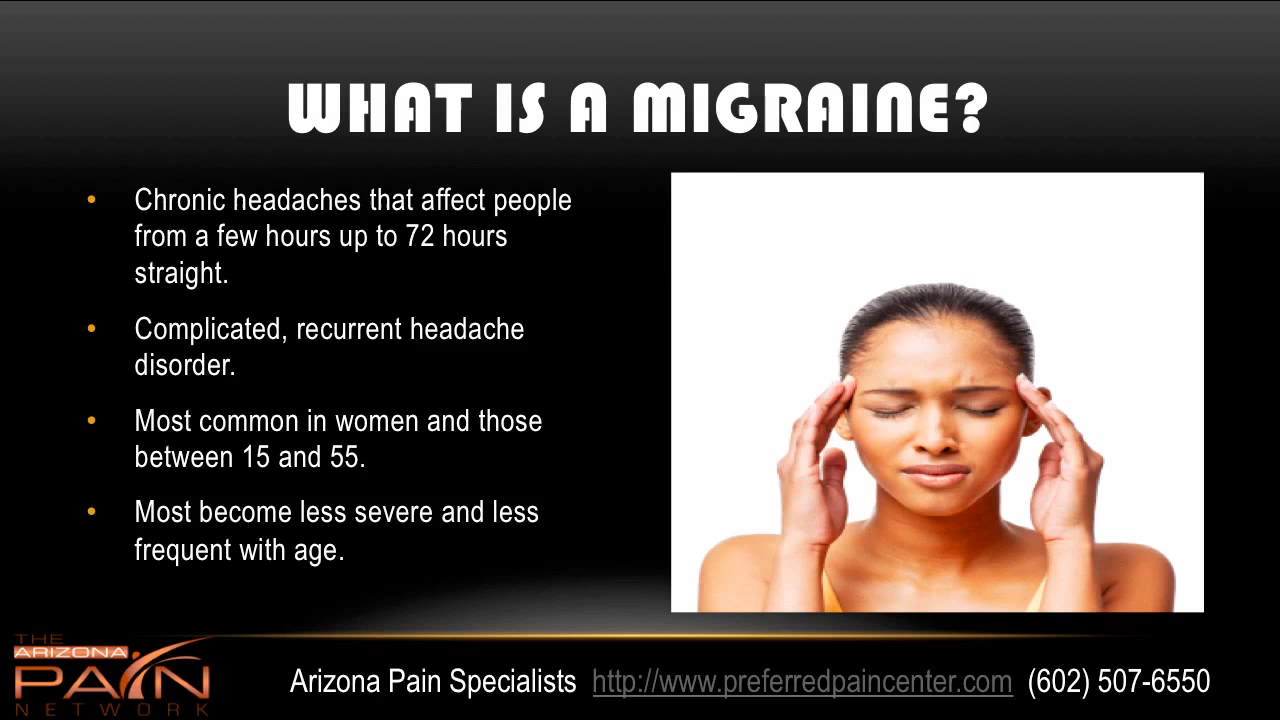 WHAT IS A MIGRAINE?
• Chronic headaches that affect people
from a few hours up to 72 hours
straight.
• Complicated, recurrent headache
disorder.
• Most common in women and those
between 15 and 55.
• Most become less severe and less
frequent with age.
THE
ARIZONA
PAIN
NETWORK
Arizona Pain Specialists http://www.preferredpaincenter.com (602) 507-6550